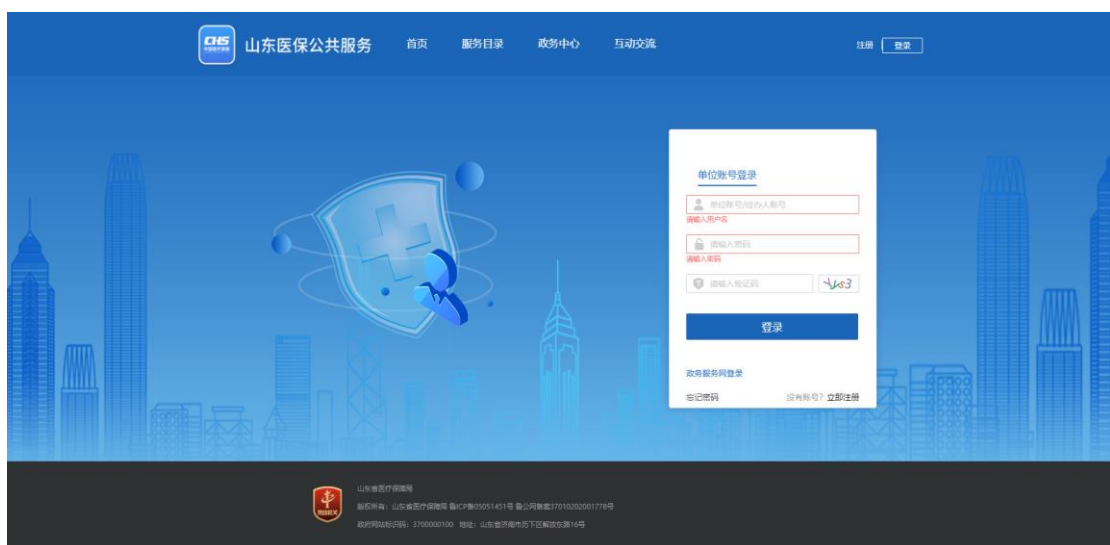 CHS
山东医保公共服务
首页 服务目录 政务中心 互动交流
注册 登录
单位账号登录
单位账号/经办人账号
请输入用户名
请输入密码
请输入密码
请输入验证码
登录
政务服务网登录
忘记密码 没有账号? 立即注册
山东省医疗保障局
版权所有：山东省医疗保障局 鲁ICP备05051451号 鲁公网备案37010202001778号
政府网站标识码：3700000100 地址：山东省济南市历下区解放东路16号